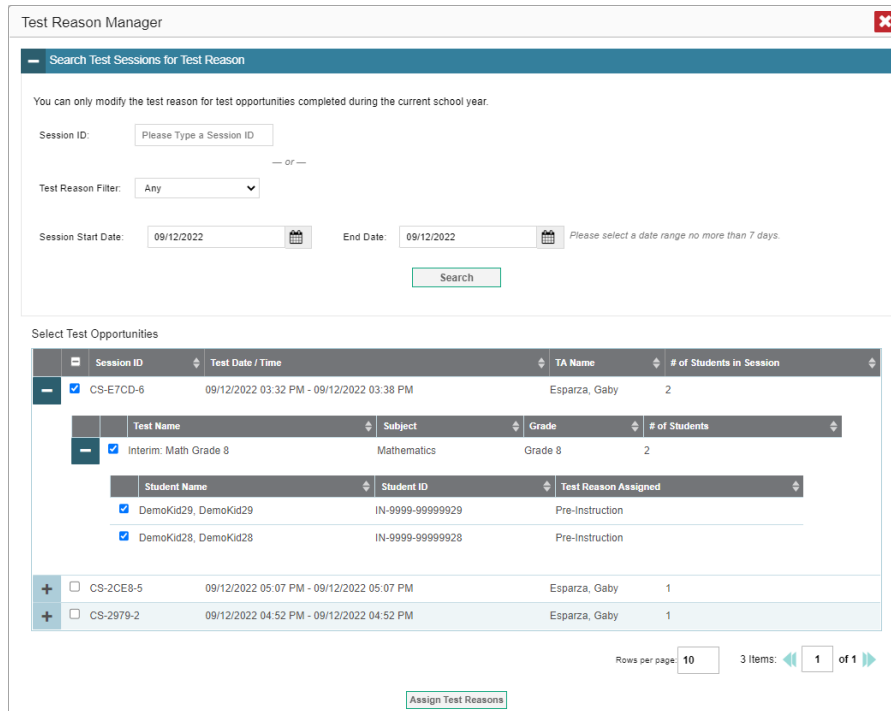 Test Reason Manager
Search Test Sessions for Test Reason
You can only modify the test reason for test opportunities completed during the current school year.
Session ID: Please Type a Session ID
— or —
Test Reason Filter: Any
Session Start Date: 09/12/2022 End Date: 09/12/2022 Please select a date range no more than 7 days.
Search
Select Test Opportunities
Session ID Test Date / Time TA Name # of Students in Session
CS-E7CD-6 09/12/2022 03:32 PM - 09/12/2022 03:38 PM Esparza, Gaby 2
Test Name Subject Grade # of Students
Interim: Math Grade 8 Mathematics Grade 8 2
Student Name Student ID Test Reason Assigned
DemoKid29, DemoKid29 IN-9999-99999929 Pre-Instruction
DemoKid28, DemoKid28 IN-9999-99999928 Pre-Instruction
CS-2CE8-5 09/12/2022 05:07 PM - 09/12/2022 05:07 PM Esparza, Gaby 1
CS-2979-2 09/12/2022 04:52 PM - 09/12/2022 04:52 PM Esparza, Gaby 1
Rows per page: 10 3 Items: 1 of 1
Assign Test Reasons